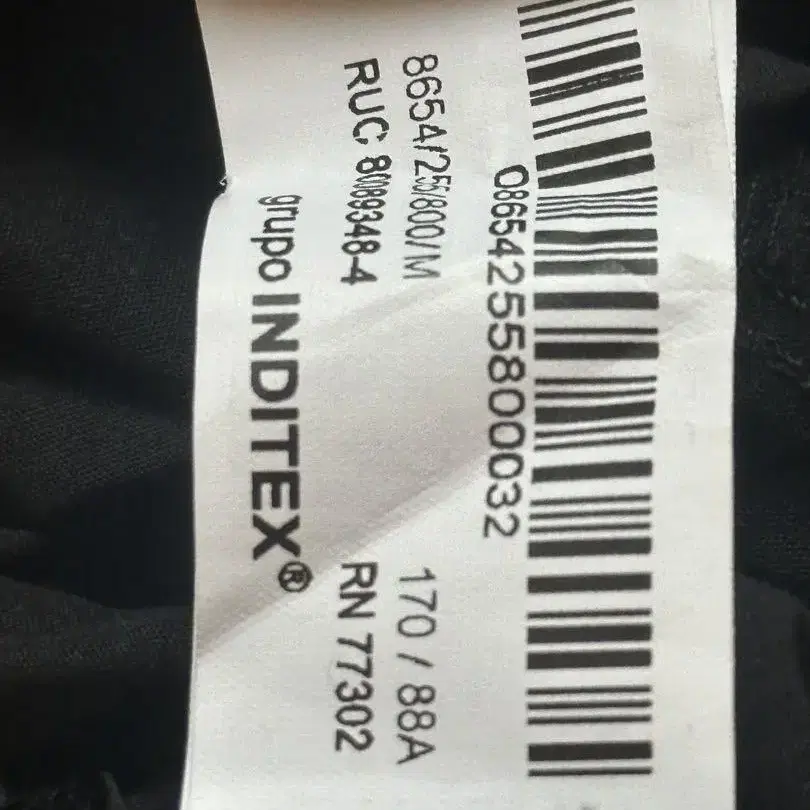 08654255800032
8654/255/800/M 170 / 88A
RUC 80089348-4 RN 77302
grupo INDITEX®